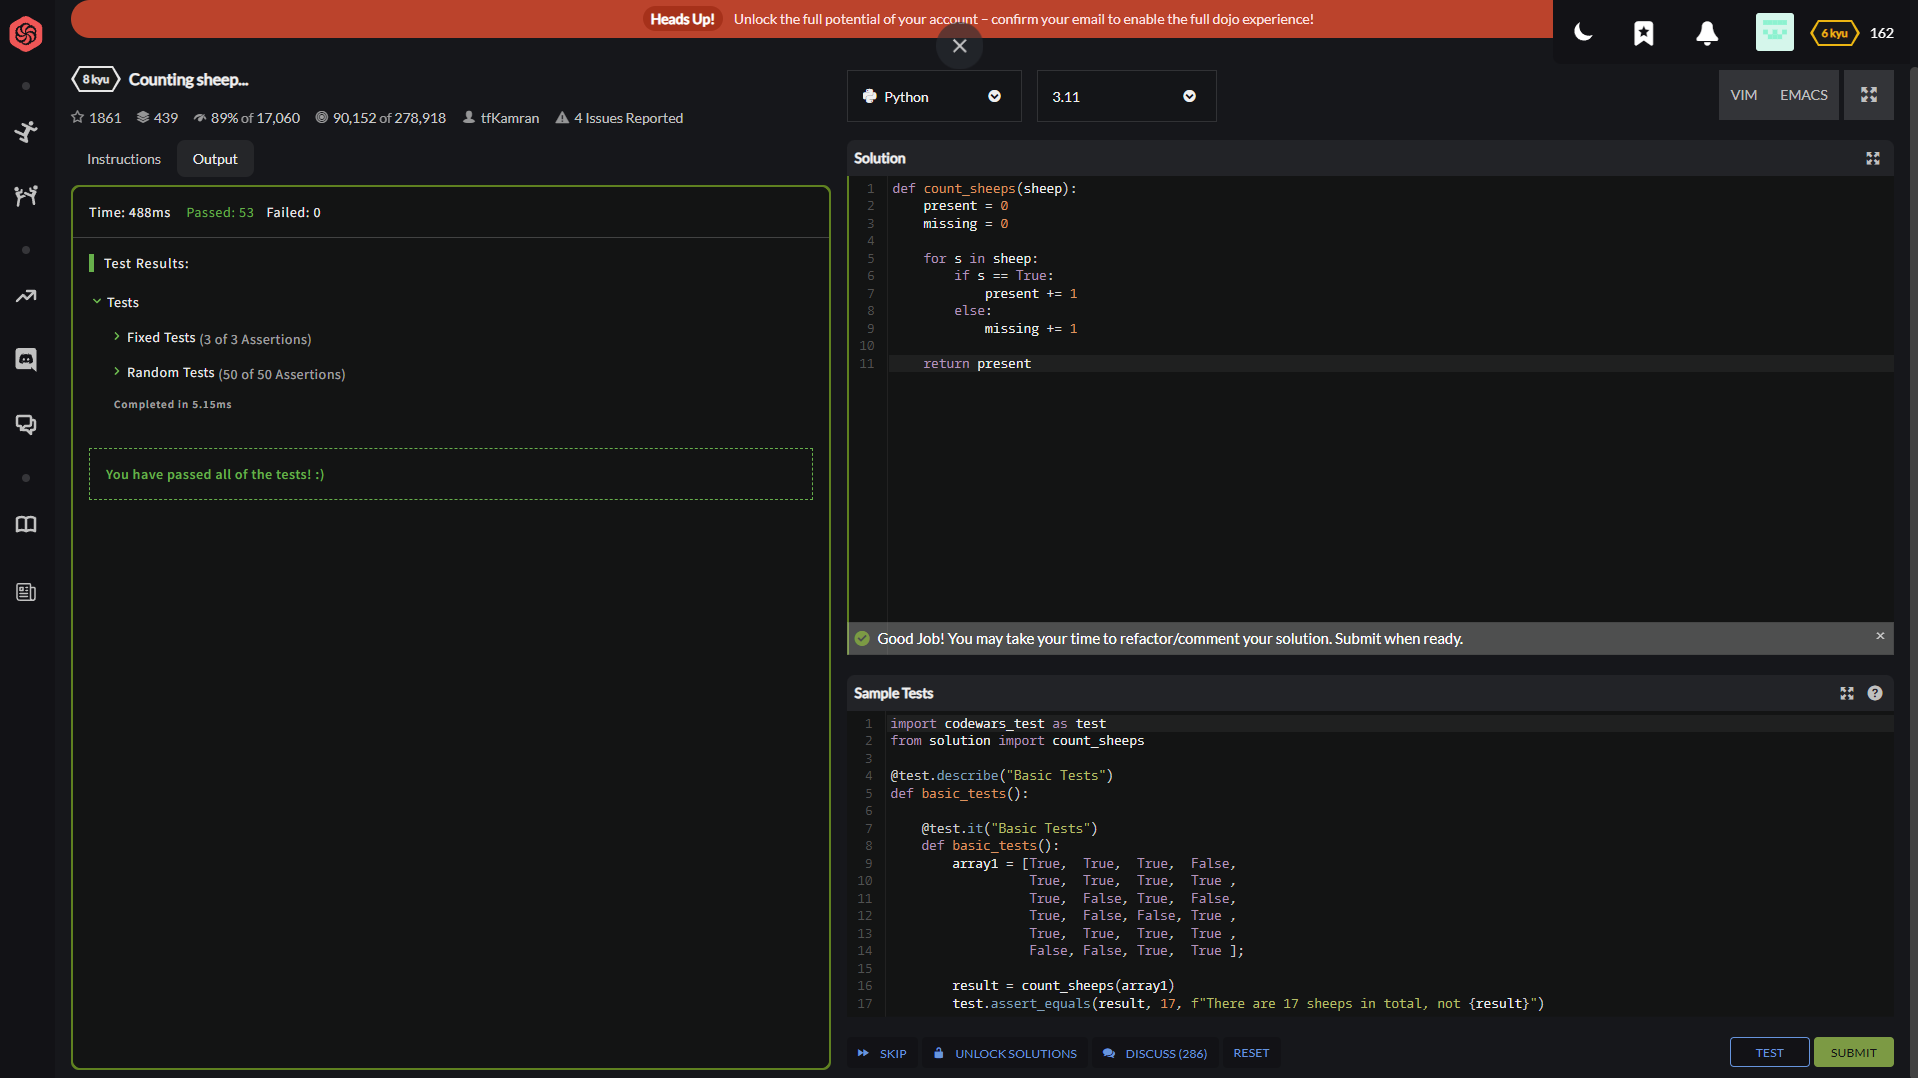 Heads Up! Unlock the full potential of your account – confirm your email to enable the full dojo experience!
6 kyu 162
8 kyu Counting sheep...
1861 439 89% of 17,060 90,152 of 278,918 tfKamran 4 Issues Reported
Instructions Output
Time: 488ms Passed: 53 Failed: 0
Test Results:
Tests
Fixed Tests (3 of 3 Assertions)
Random Tests (50 of 50 Assertions)
Completed in 5.15ms
You have passed all of the tests! :)
Python 3.11 VIM EMACS
Solution
1 def count_sheeps(sheep):
2     present = 0
3     missing = 0
4
5     for s in sheep:
6         if s == True:
7             present += 1
8         else:
9             missing += 1
10
11     return present
Good Job! You may take your time to refactor/comment your solution. Submit when ready.
Sample Tests
1 import codewars_test as test
2 from solution import count_sheeps
3
4 @test.describe("Basic Tests")
5 def basic_tests():
6
7     @test.it("Basic Tests")
8     def basic_tests():
9         array1 = [True,  True,  True,  False,
10                   True,  True,  True,  True ,
11                   True,  False, True,  False,
12                   True,  False, False, True ,
13                   True,  True,  True,  True ,
14                   False, False, True,  True ];
15
16         result = count_sheeps(array1)
17         test.assert_equals(result, 17, f"There are 17 sheeps in total, not {result}")
SKIP UNLOCK SOLUTIONS DISCUSS (286) RESET TEST SUBMIT